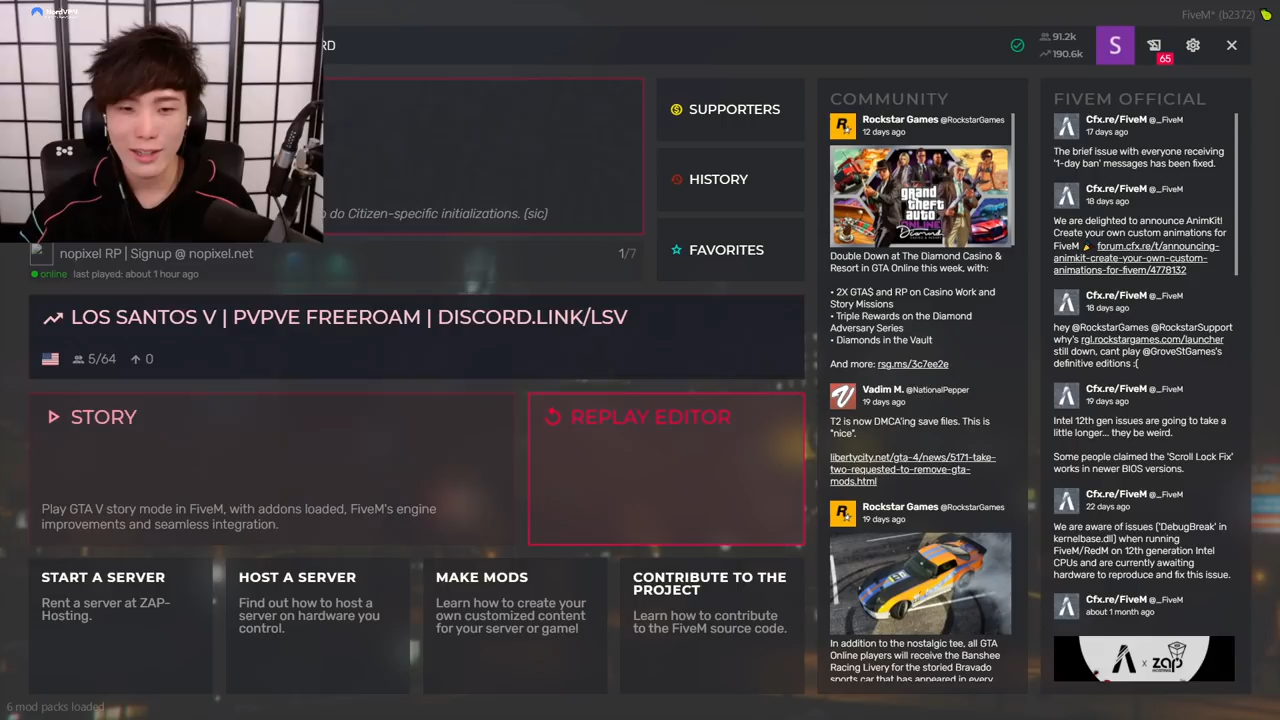 NordVPN
FiveM* (b2372)
RD
91.2k
190.6k
S
65
do Citizen-specific initializations. (sic)
nopixel RP | Signup @ nopixel.net
1/7
online last played: about 1 hour ago
SUPPORTERS
HISTORY
FAVORITES
LOS SANTOS V | PVPVE FREEROAM | DISCORD.LINK/LSV
5/64 0
STORY
Play GTA V story mode in FiveM, with addons loaded, FiveM's engine
improvements and seamless integration.
REPLAY EDITOR
START A SERVER
Rent a server at ZAP-
Hosting.
HOST A SERVER
Find out how to host a
server on hardware you
control.
MAKE MODS
Learn how to create your
own customized content
for your server or game!
CONTRIBUTE TO THE
PROJECT
Learn how to contribute
to the FiveM source code.
6 mod packs loaded
COMMUNITY
Rockstar Games @RockstarGames
12 days ago
grand
theft
auto
ONLINE
Diamond
Double Down at The Diamond Casino &
Resort in GTA Online this week, with:
• 2X GTA$ and RP on Casino Work and
Story Missions
• Triple Rewards on the Diamond
Adversary Series
• Diamonds in the Vault
And more: rsg.ms/3c7ee2e
Vadim M. @NationalPepper
19 days ago
T2 is now DMCA'ing save files. This is
"nice".
libertycity.net/gta-4/news/5171-take-
two-requested-to-remove-gta-
mods.html
Rockstar Games @RockstarGames
19 days ago
In addition to the nostalgic tee, all GTA
Online players will receive the Banshee
Racing Livery for the storied Bravado
sports car that has appeared in every
FIVEM OFFICIAL
Cfx.re/FiveM @_FiveM
17 days ago
The brief issue with everyone receiving
'1-day ban' messages has been fixed.
Cfx.re/FiveM @_FiveM
18 days ago
We are delighted to announce AnimKit!
Create your own custom animations for
FiveM 🎉 forum.cfx.re/t/announcing-
animkit-create-your-own-custom-
animations-for-fivem/4778132
Cfx.re/FiveM @_FiveM
18 days ago
hey @RockstarGames @RockstarSupport
why's rgl.rockstargames.com/launcher
still down, cant play @GroveStGames's
definitive editions :(
Cfx.re/FiveM @_FiveM
19 days ago
Intel 12th gen issues are going to take a
little longer... they be weird.
Some people claimed the 'Scroll Lock Fix'
works in newer BIOS versions.
Cfx.re/FiveM @_FiveM
22 days ago
We are aware of issues ('DebugBreak' in
kernelbase.dll) when running
FiveM/RedM on 12th generation Intel
CPUs and are currently awaiting
hardware to reproduce and fix this issue.
Cfx.re/FiveM @_FiveM
about 1 month ago
x ZAP
HOSTING